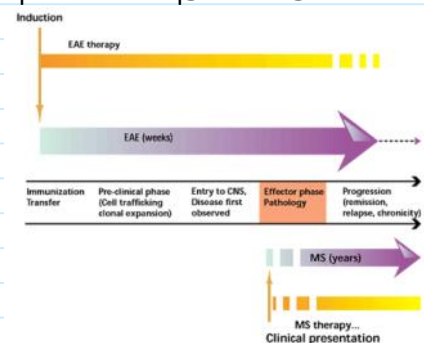 Induction
EAE therapy
EAE (weeks)
Immunization
Transfer
Pre-clinical phase
(Cell trafficking
clonal expansion)
Entry to CNS,
Disease first
observed
Effector phase
Pathology
Progression
(remission,
relapse, chronicity)
MS (years)
MS therapy...
Clinical presentation